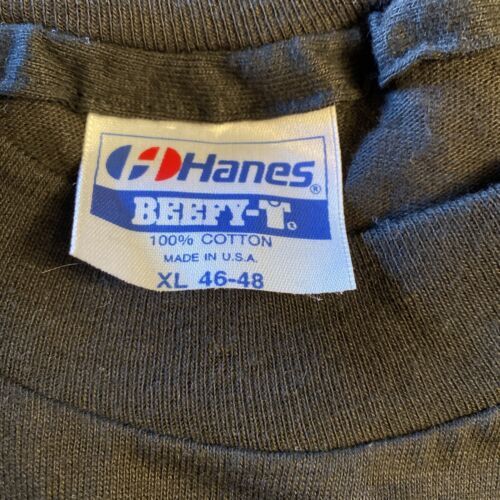 Hanes®
BEEFY-T
100% COTTON
MADE IN U.S.A.
XL 46-48